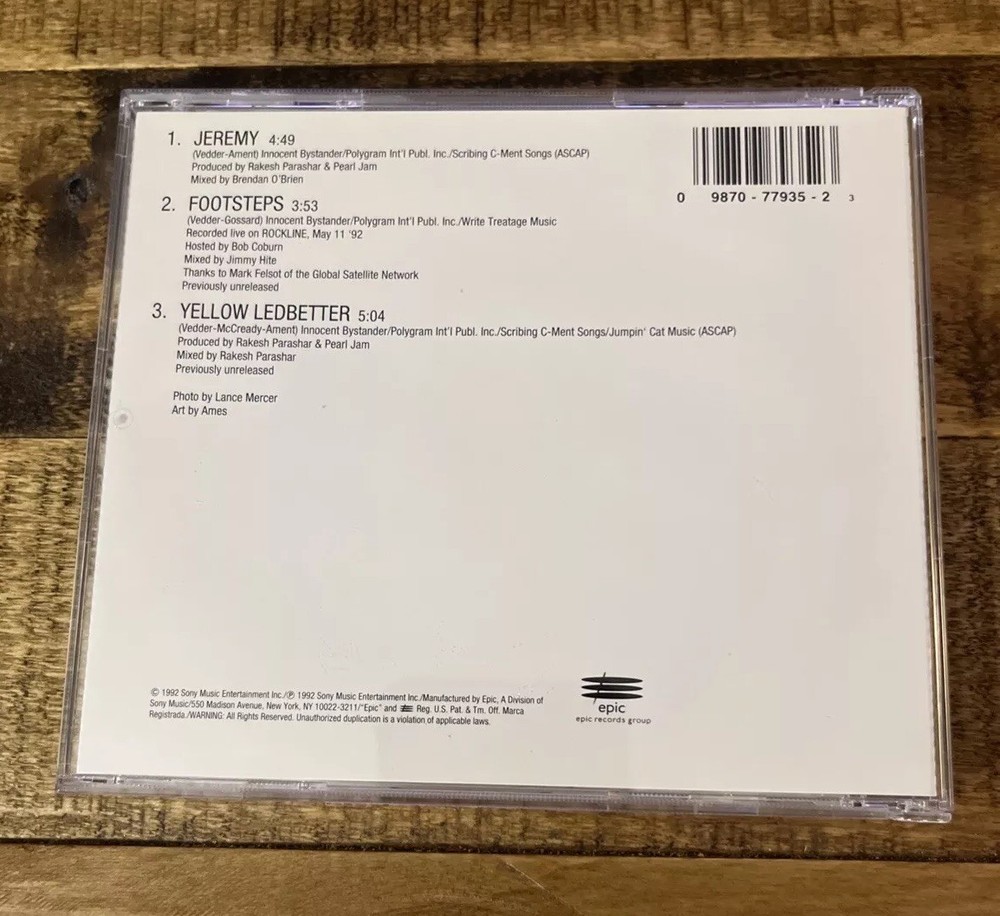 1. JEREMY 4:49
(Vedder-Ament) Innocent Bystander/Polygram Int'l Publ. Inc./Scribing C-Ment Songs (ASCAP)
Produced by Rakesh Parashar & Pearl Jam
Mixed by Brendan O'Brien
0 9870-77935-2 3
2. FOOTSTEPS 3:53
(Vedder-Gossard) Innocent Bystander/Polygram Int'l Publ. Inc./Write Treatage Music
Recorded live on ROCKLINE, May 11 '92
Hosted by Bob Coburn
Mixed by Jimmy Hite
Thanks to Mark Felsot of the Global Satellite Network
Previously unreleased
3. YELLOW LEDBETTER 5:04
(Vedder-McCready-Ament) Innocent Bystander/Polygram Int'l Publ. Inc./Scribing C-Ment Songs/Jumpin' Cat Music (ASCAP)
Produced by Rakesh Parashar & Pearl Jam
Mixed by Rakesh Parashar
Previously unreleased
Photo by Lance Mercer
Art by Ames
© 1992 Sony Music Entertainment Inc./℗ 1992 Sony Music Entertainment Inc./Manufactured by Epic, A Division of
Sony Music/550 Madison Avenue, New York, NY 10022-3211/"Epic" and Reg. U.S. Pat. & Tm. Off. Marca
Registrada./WARNING: All Rights Reserved. Unauthorized duplication is a violation of applicable laws.
epic
epic records group